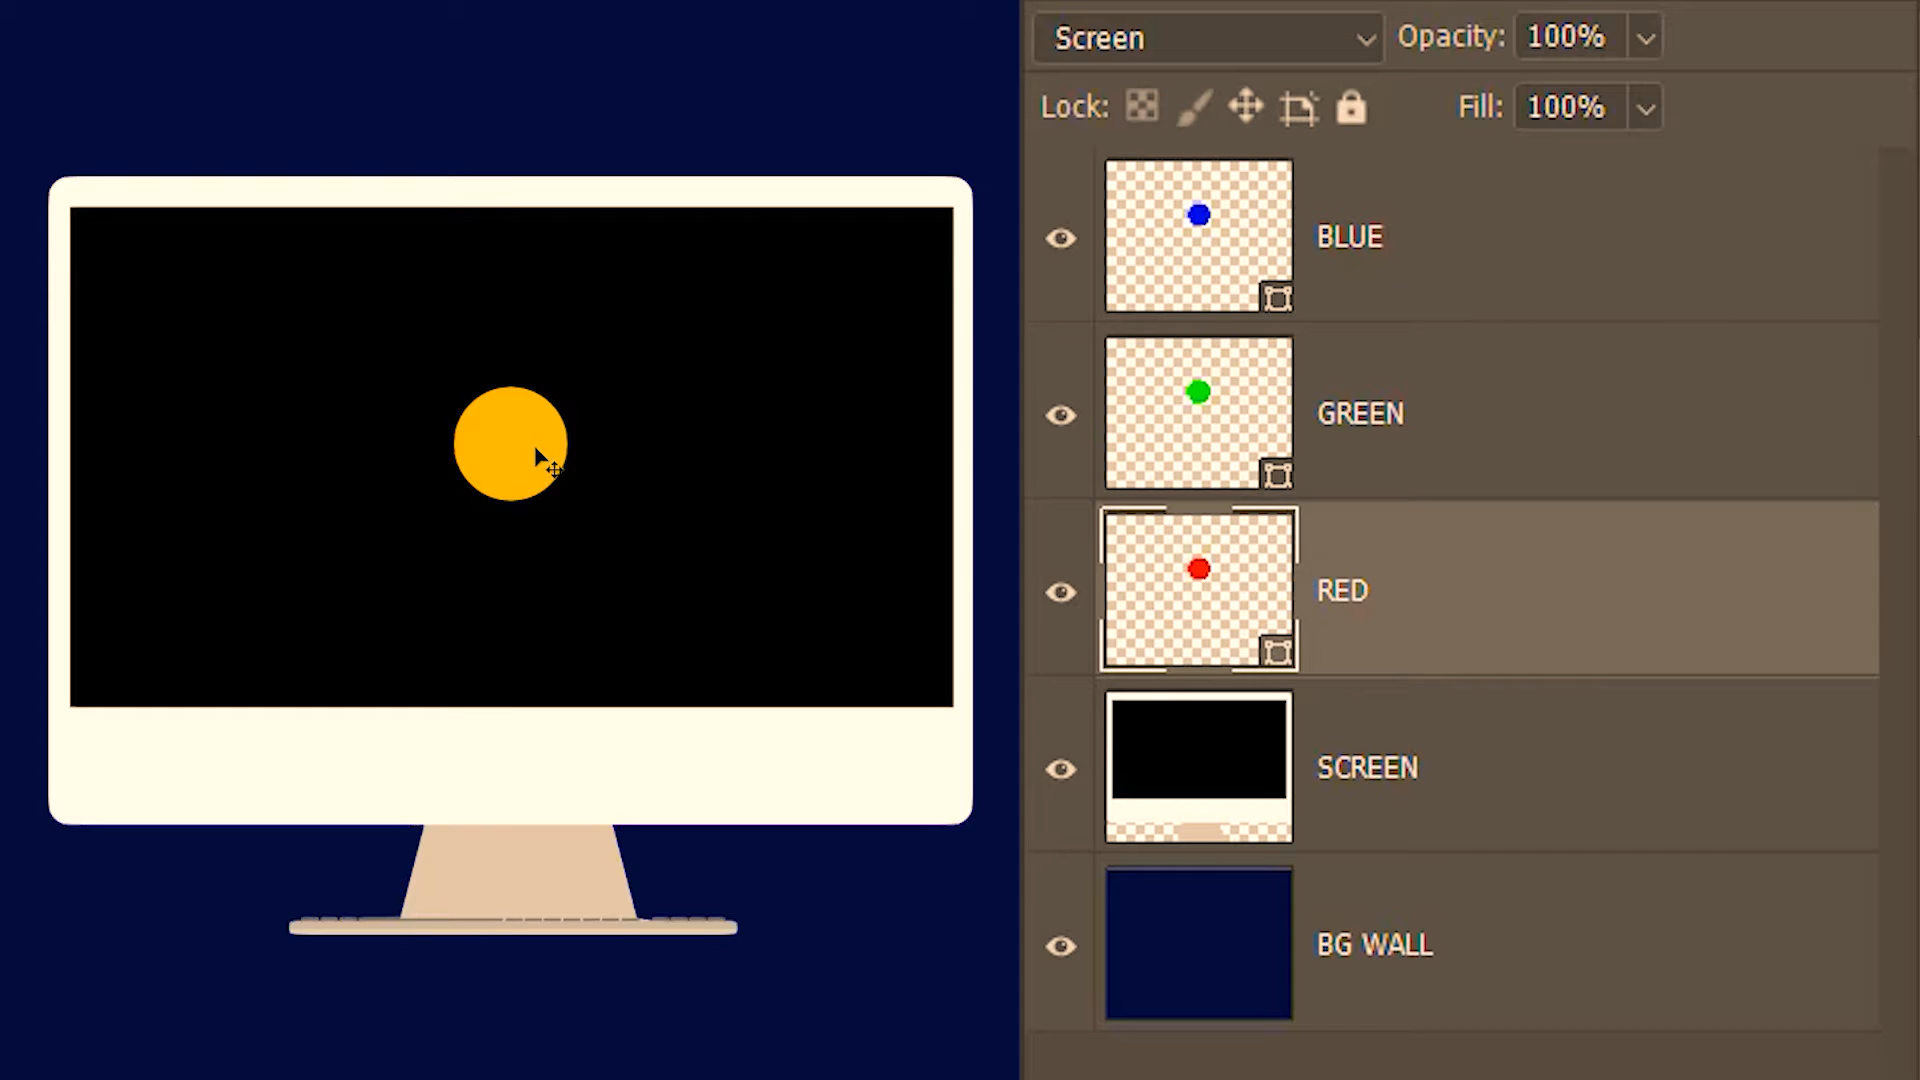 Screen
Opacity: 100%
Lock:
Fill: 100%
BLUE
GREEN
RED
SCREEN
BG WALL